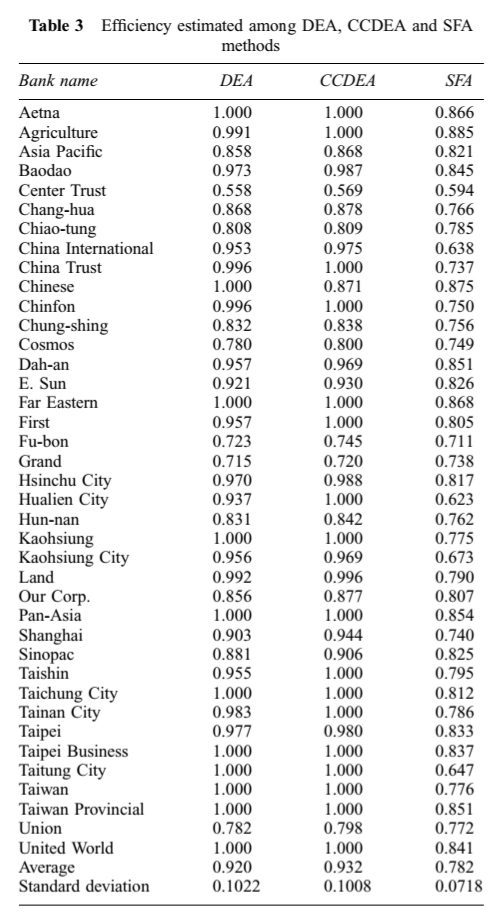 Table 3 Efficiency estimated among DEA, CCDEA and SFA
methods
Bank name DEA CCDEA SFA
Aetna 1.000 1.000 0.866
Agriculture 0.991 1.000 0.885
Asia Pacific 0.858 0.868 0.821
Baodao 0.973 0.987 0.845
Center Trust 0.558 0.569 0.594
Chang-hua 0.868 0.878 0.766
Chiao-tung 0.808 0.809 0.785
China International 0.953 0.975 0.638
China Trust 0.996 1.000 0.737
Chinese 1.000 0.871 0.875
Chinfon 0.996 1.000 0.750
Chung-shing 0.832 0.838 0.756
Cosmos 0.780 0.800 0.749
Dah-an 0.957 0.969 0.851
E. Sun 0.921 0.930 0.826
Far Eastern 1.000 1.000 0.868
First 0.957 1.000 0.805
Fu-bon 0.723 0.745 0.711
Grand 0.715 0.720 0.738
Hsinchu City 0.970 0.988 0.817
Hualien City 0.937 1.000 0.623
Hun-nan 0.831 0.842 0.762
Kaohsiung 1.000 1.000 0.775
Kaohsiung City 0.956 0.969 0.673
Land 0.992 0.996 0.790
Our Corp. 0.856 0.877 0.807
Pan-Asia 1.000 1.000 0.854
Shanghai 0.903 0.944 0.740
Sinopac 0.881 0.906 0.825
Taishin 0.955 1.000 0.795
Taichung City 1.000 1.000 0.812
Tainan City 0.983 1.000 0.786
Taipei 0.977 0.980 0.833
Taipei Business 1.000 1.000 0.837
Taitung City 1.000 1.000 0.647
Taiwan 1.000 1.000 0.776
Taiwan Provincial 1.000 1.000 0.851
Union 0.782 0.798 0.772
United World 1.000 1.000 0.841
Average 0.920 0.932 0.782
Standard deviation 0.1022 0.1008 0.0718